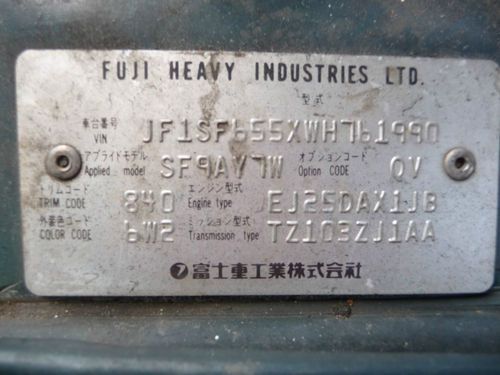 FUJI HEAVY INDUSTRIES LTD.
型式
車台番号 VIN JF1SF655XWH761990
アプライドモデル Applied model SF9AY7W オプションコード Option CODE QV
トリムコード TRIM CODE 840 エンジン型式 Engine type EJ25DAX1JB
外装色コード COLOR CODE 6W2 ミッション型式 Transmission type TZ103ZJ1AA
富士重工業株式会社